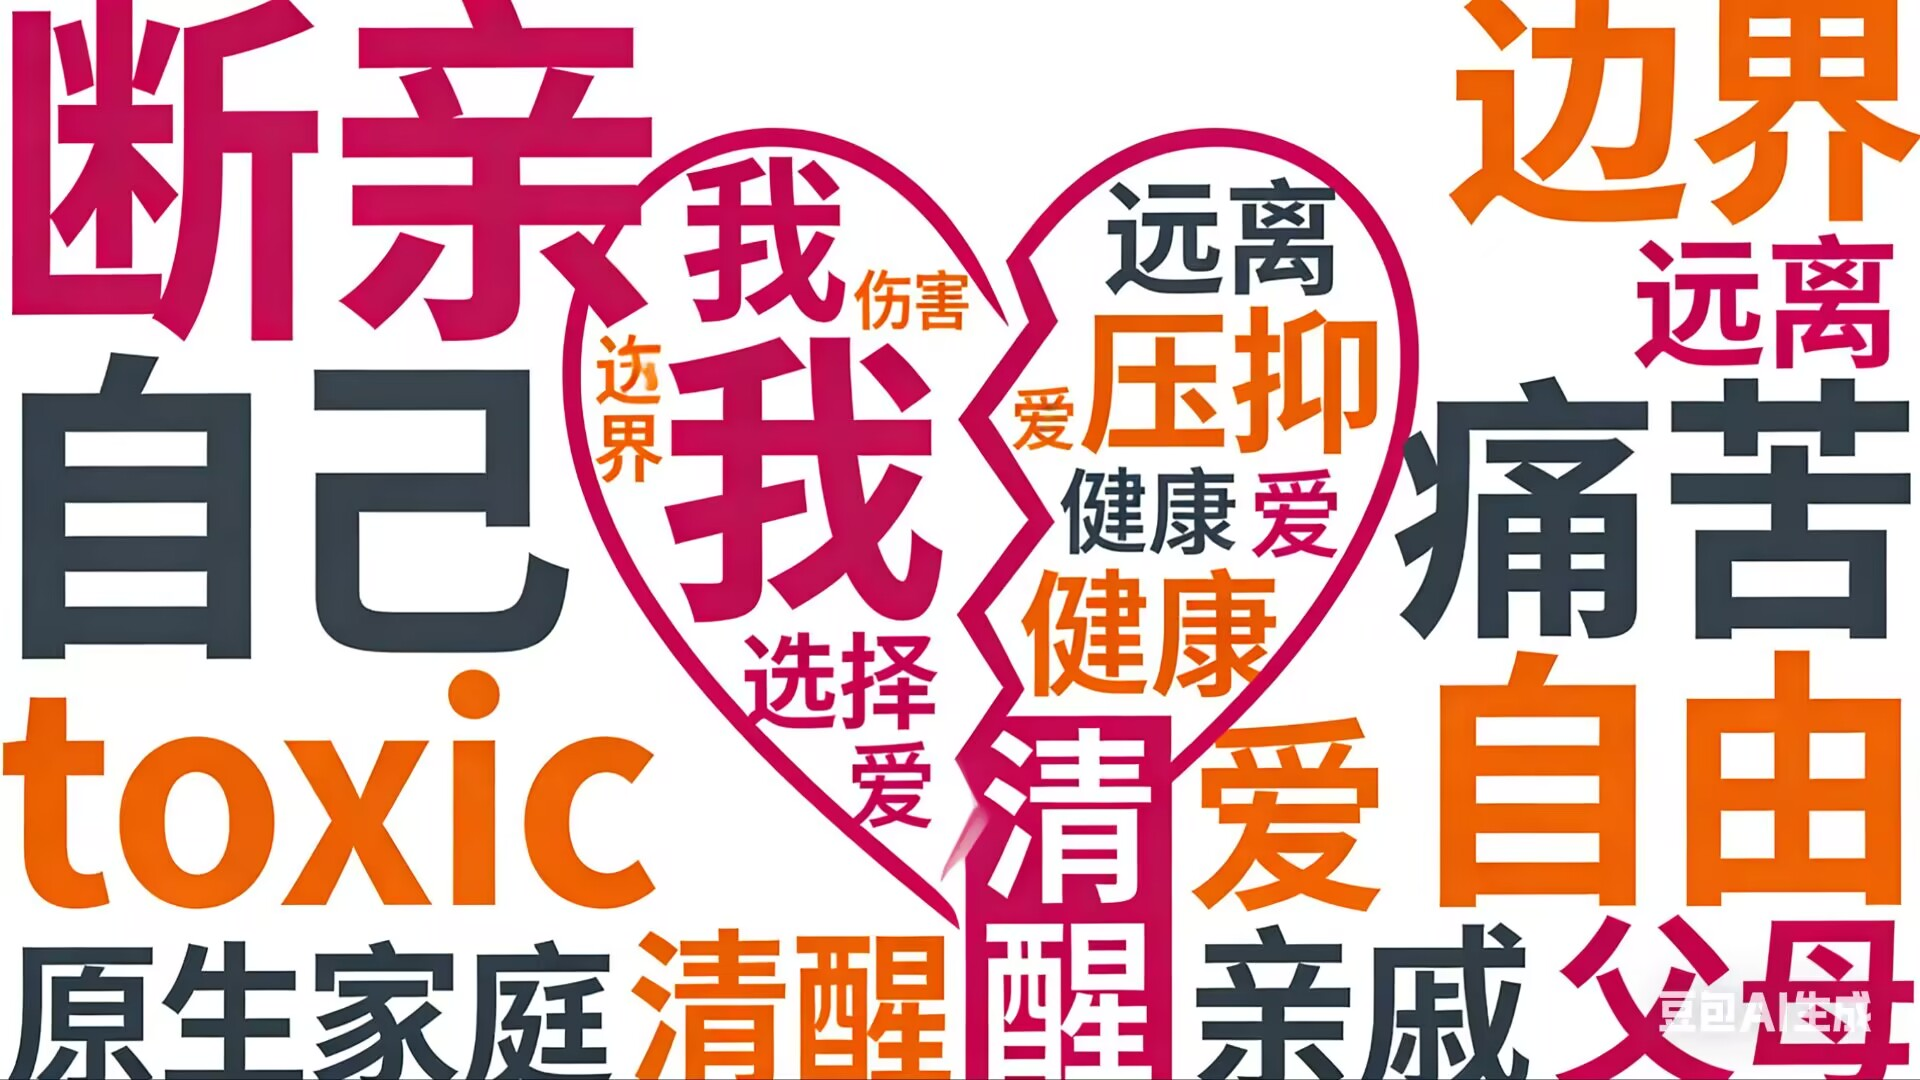 断亲
边界
我
伤害
远离
远离
压抑
爱
界
我
自己
健康
爱
痛苦
健康
选择
爱
toxic
清醒
爱
自由
原生家庭
清醒
亲戚
父母
豆包AI生成